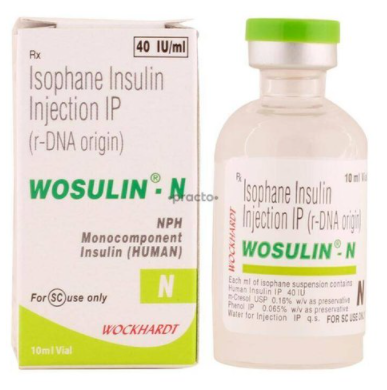 Rx
40 IU/ml
Isophane Insulin
Injection IP
(r-DNA origin)
WOSULIN®-N
NPH
Monocomponent
Insulin (HUMAN)
N
For SC use only
WOCKHARDT
10ml Vial
practo
Rx
10 ml Vial
Isophane Insulin
Injection IP (r-DNA origin)
WOSULIN®-N
WOCKHARDT
Each ml of isophane suspension contains
Human Insulin IP 40 IU
m-Cresol USP 0.16% w/v as preservative
Phenol IP 0.065% w/v as preservative
Water for Injection IP q.s.
FOR SC USE
N